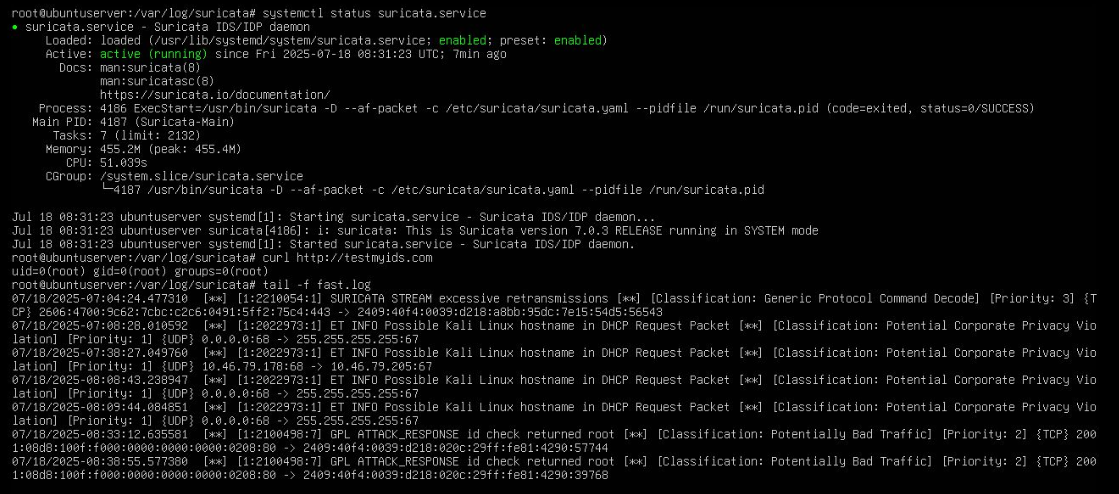 root@ubuntuserver:/var/log/suricata# systemctl status suricata.service
● suricata.service - Suricata IDS/IDP daemon
     Loaded: loaded (/usr/lib/systemd/system/suricata.service; enabled; preset: enabled)
     Active: active (running) since Fri 2025-07-18 08:31:23 UTC; 7min ago
       Docs: man:suricata(8)
             man:suricatasc(8)
             https://suricata.io/documentation/
    Process: 4186 ExecStart=/usr/bin/suricata -D --af-packet -c /etc/suricata/suricata.yaml --pidfile /run/suricata.pid (code=exited, status=0/SUCCESS)
   Main PID: 4187 (Suricata-Main)
      Tasks: 7 (limit: 2132)
     Memory: 455.2M (peak: 455.4M)
        CPU: 51.039s
     CGroup: /system.slice/suricata.service
             └─4187 /usr/bin/suricata -D --af-packet -c /etc/suricata/suricata.yaml --pidfile /run/suricata.pid
Jul 18 08:31:23 ubuntuserver systemd[1]: Starting suricata.service - Suricata IDS/IDP daemon...
Jul 18 08:31:23 ubuntuserver suricata[4186]: i: suricata: This is Suricata version 7.0.3 RELEASE running in SYSTEM mode
Jul 18 08:31:23 ubuntuserver systemd[1]: Started suricata.service - Suricata IDS/IDP daemon.
root@ubuntuserver:/var/log/suricata# curl http://testmyids.com
uid=0(root) gid=0(root) groups=0(root)
root@ubuntuserver:/var/log/suricata# tail -f fast.log
07/18/2025-07:04:24.477310  [**] [1:2210054:1] SURICATA STREAM excessive retransmissions [**] [Classification: Generic Protocol Command Decode] [Priority: 3] {T
CP} 2606:4700:9c62:7cbc:c2c6:0491:5ff2:75c4:443 -> 2409:40f4:0039:d218:a8bb:95dc:7e15:54d5:56543
07/18/2025-07:08:28.010592  [**] [1:2022973:1] ET INFO Possible Kali Linux hostname in DHCP Request Packet [**] [Classification: Potential Corporate Privacy Vio
lation] [Priority: 1] {UDP} 0.0.0.0:68 -> 255.255.255.255:67
07/18/2025-07:38:27.049760  [**] [1:2022973:1] ET INFO Possible Kali Linux hostname in DHCP Request Packet [**] [Classification: Potential Corporate Privacy Vio
lation] [Priority: 1] {UDP} 10.46.79.178:68 -> 10.46.79.205:67
07/18/2025-08:08:43.238947  [**] [1:2022973:1] ET INFO Possible Kali Linux hostname in DHCP Request Packet [**] [Classification: Potential Corporate Privacy Vio
lation] [Priority: 1] {UDP} 0.0.0.0:68 -> 255.255.255.255:67
07/18/2025-08:09:44.084851  [**] [1:2022973:1] ET INFO Possible Kali Linux hostname in DHCP Request Packet [**] [Classification: Potential Corporate Privacy Vio
lation] [Priority: 1] {UDP} 0.0.0.0:68 -> 255.255.255.255:67
07/18/2025-08:33:12.635581  [**] [1:2100498:7] GPL ATTACK_RESPONSE id check returned root [**] [Classification: Potentially Bad Traffic] [Priority: 2] {TCP} 200
1:08d8:100f:f000:0000:0000:0000:0208:80 -> 2409:40f4:0039:d218:020c:29ff:fe81:4290:57744
07/18/2025-08:38:55.577380  [**] [1:2100498:7] GPL ATTACK_RESPONSE id check returned root [**] [Classification: Potentially Bad Traffic] [Priority: 2] {TCP} 200
1:08d8:100f:f000:0000:0000:0000:0208:80 -> 2409:40f4:0039:d218:020c:29ff:fe81:4290:39768